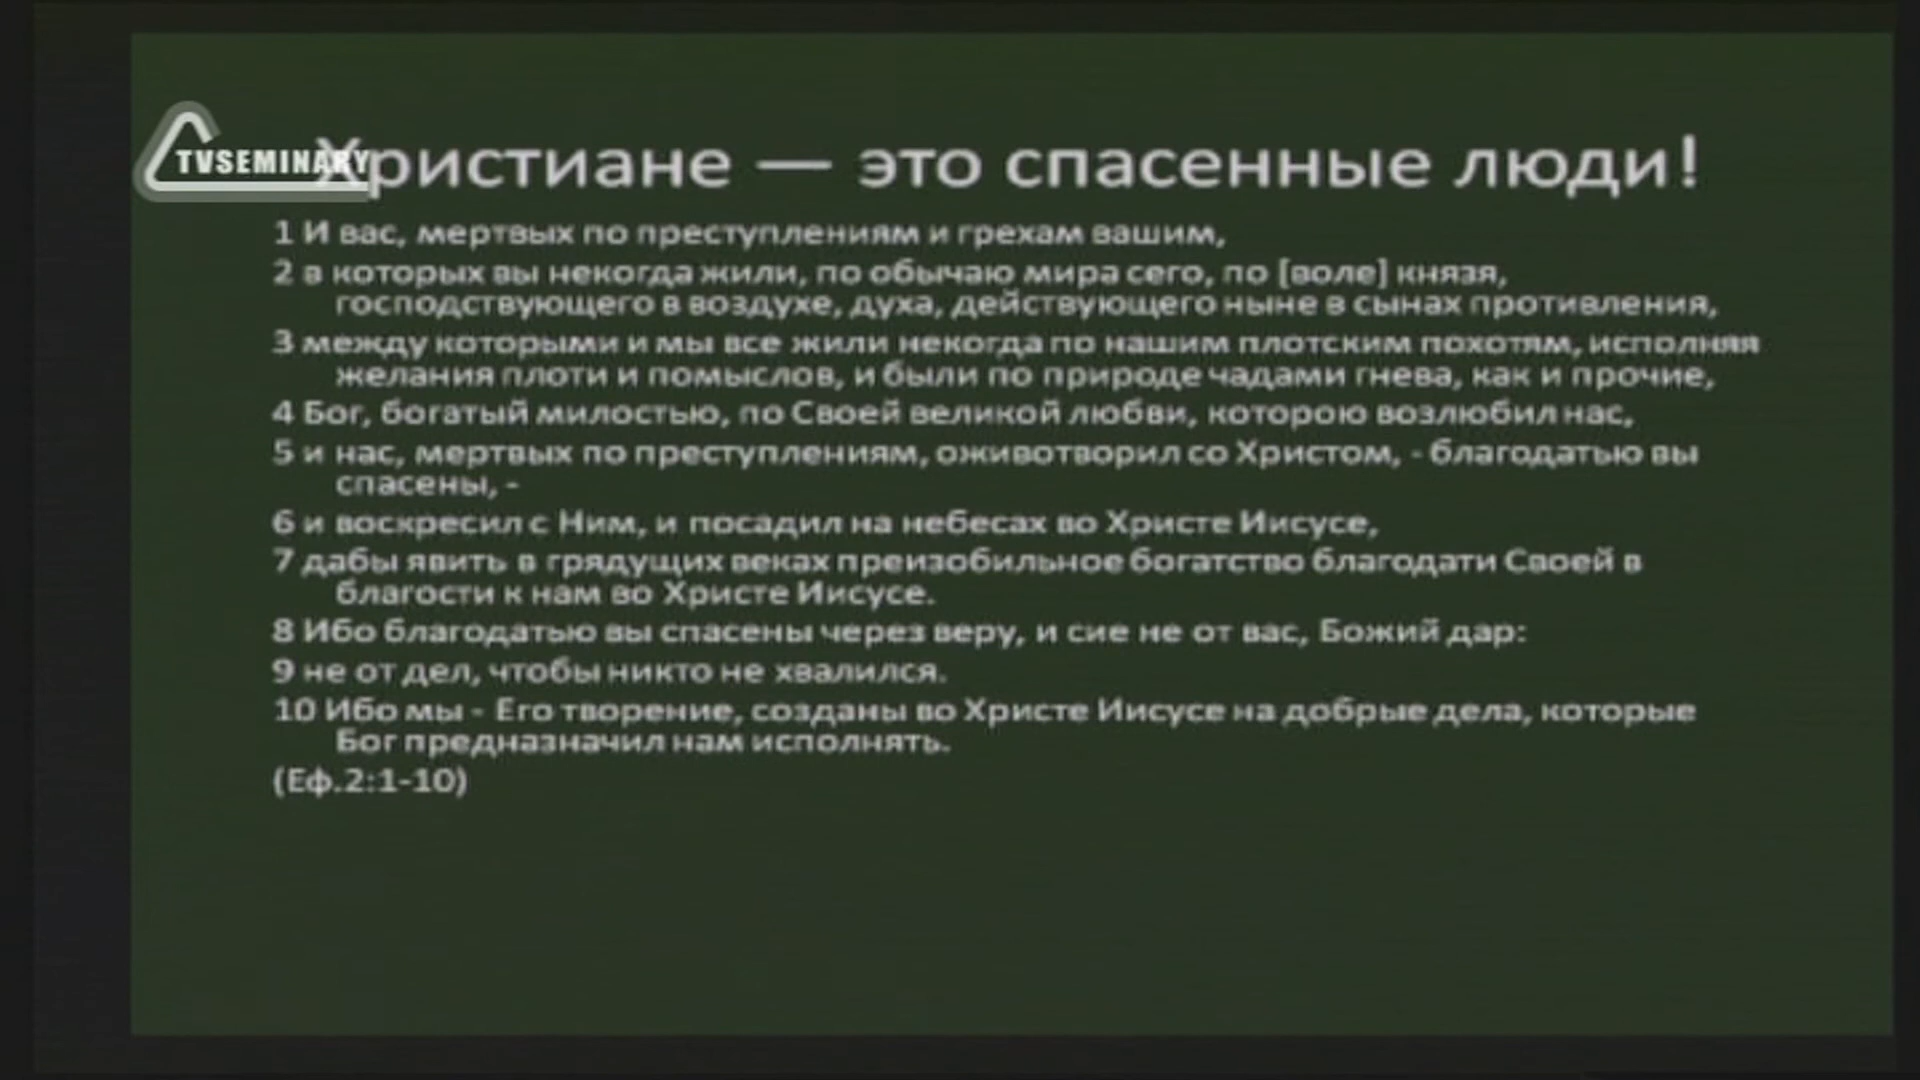 TVSEMINARY
Христиане — это спасенные люди!
1 И вас, мертвых по преступлениям и грехам вашим,
2 в которых вы некогда жили, по обычаю мира сего, по [воле] князя,
господствующего в воздухе, духа, действующего ныне в сынах противления,
3 между которыми и мы все жили некогда по нашим плотским похотям, исполняя
желания плоти и помыслов, и были по природе чадами гнева, как и прочие,
4 Бог, богатый милостью, по Своей великой любви, которою возлюбил нас,
5 и нас, мертвых по преступлениям, оживотворил со Христом, - благодатью вы
спасены, -
6 и воскресил с Ним, и посадил на небесах во Христе Иисусе,
7 дабы явить в грядущих веках преизобильное богатство благодати Своей в
благости к нам во Христе Иисусе.
8 Ибо благодатью вы спасены через веру, и сие не от вас, Божий дар:
9 не от дел, чтобы никто не хвалился.
10 Ибо мы - Его творение, созданы во Христе Иисусе на добрые дела, которые
Бог предназначил нам исполнять.
(Еф.2:1-10)